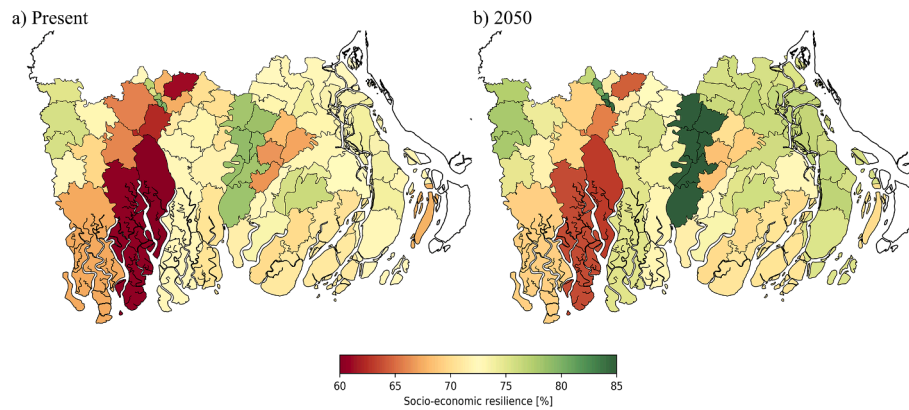 a) Present
b) 2050
60 65 70 75 80 85
Socio-economic resilience [%]